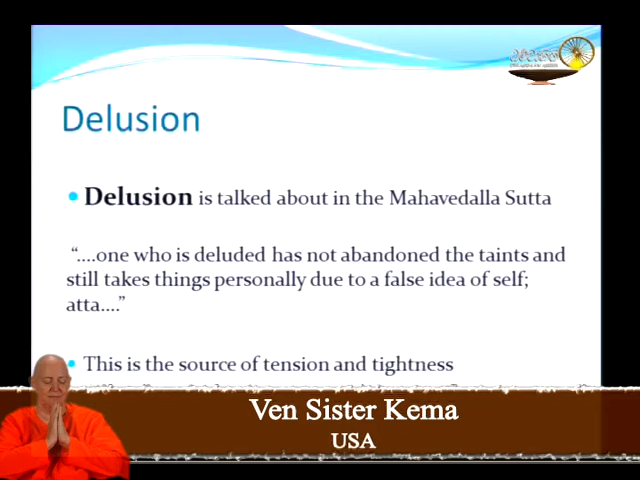 Delusion
• Delusion is talked about in the Mahavedalla Sutta
“....one who is deluded has not abandoned the taints and
still takes things personally due to a false idea of self;
atta....”
• This is the source of tension and tightness
Ven Sister Kema
USA